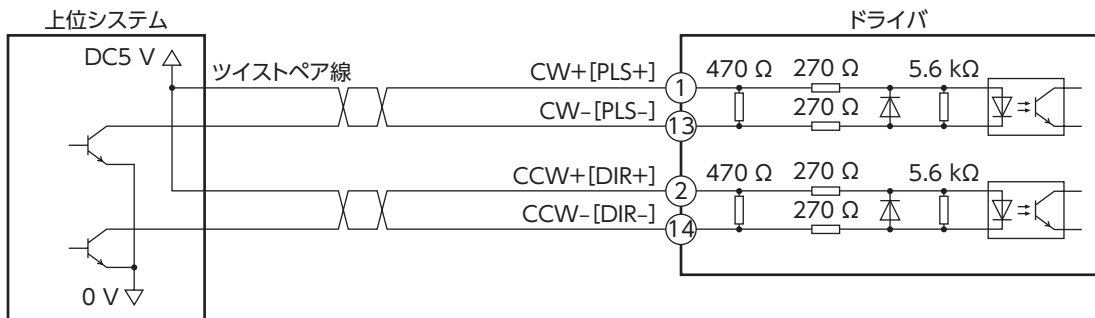 上位システム
ドライバ
DC5 V
ツイストペア線
CW+[PLS+]
1
470 Ω
270 Ω
5.6 kΩ
CW-[PLS-]
13
270 Ω
CCW+[DIR+]
2
470 Ω
270 Ω
5.6 kΩ
CCW-[DIR-]
14
270 Ω
0 V